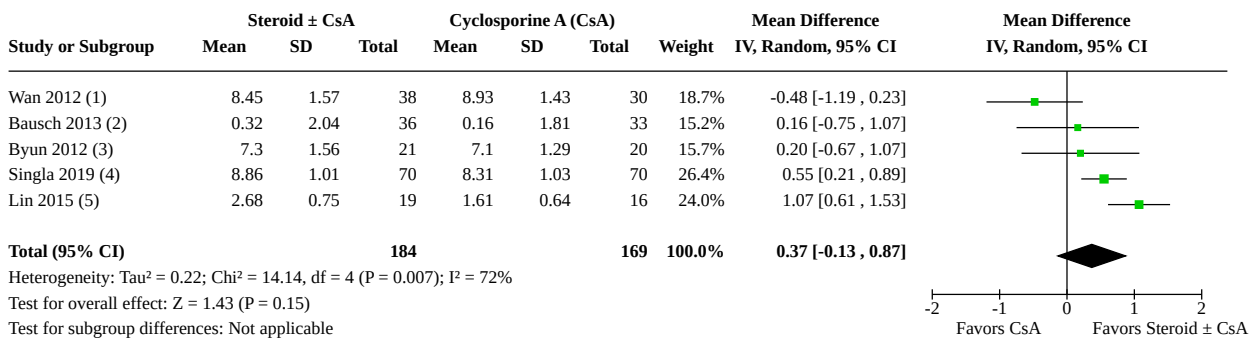 Steroid ± CsA Cyclosporine A (CsA) Mean Difference Mean Difference
Study or Subgroup Mean SD Total Mean SD Total Weight IV, Random, 95% CI IV, Random, 95% CI
Wan 2012 (1) 8.45 1.57 38 8.93 1.43 30 18.7% -0.48 [-1.19 , 0.23]
Bausch 2013 (2) 0.32 2.04 36 0.16 1.81 33 15.2% 0.16 [-0.75 , 1.07]
Byun 2012 (3) 7.3 1.56 21 7.1 1.29 20 15.7% 0.20 [-0.67 , 1.07]
Singla 2019 (4) 8.86 1.01 70 8.31 1.03 70 26.4% 0.55 [0.21 , 0.89]
Lin 2015 (5) 2.68 0.75 19 1.61 0.64 16 24.0% 1.07 [0.61 , 1.53]
Total (95% CI) 184 169 100.0% 0.37 [-0.13 , 0.87]
Heterogeneity: Tau² = 0.22; Chi² = 14.14, df = 4 (P = 0.007); I² = 72%
Test for overall effect: Z = 1.43 (P = 0.15)
-2 -1 0 1 2
Test for subgroup differences: Not applicable Favors CsA Favors Steroid ± CsA